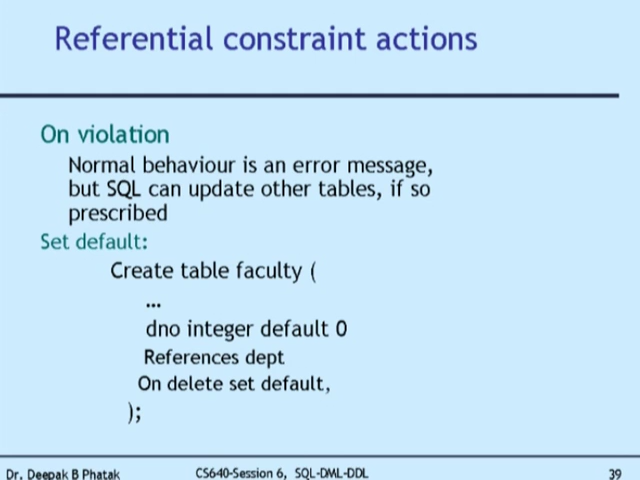 Referential constraint actions
On violation
Normal behaviour is an error message,
but SQL can update other tables, if so
prescribed
Set default:
Create table faculty (
...
dno integer default 0
References dept
On delete set default,
);
Dr. Deepak B Phatak CS640-Session 6, SQL-DML-DDL 39